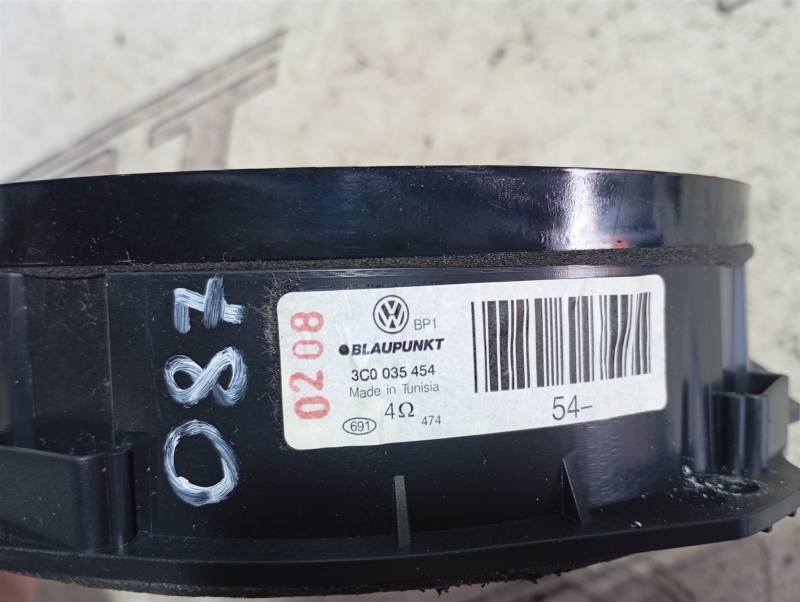 087
0208
BP1
BLAUPUNKT
3C0 035 454
Made in Tunisia
691 4Ω 474
54-